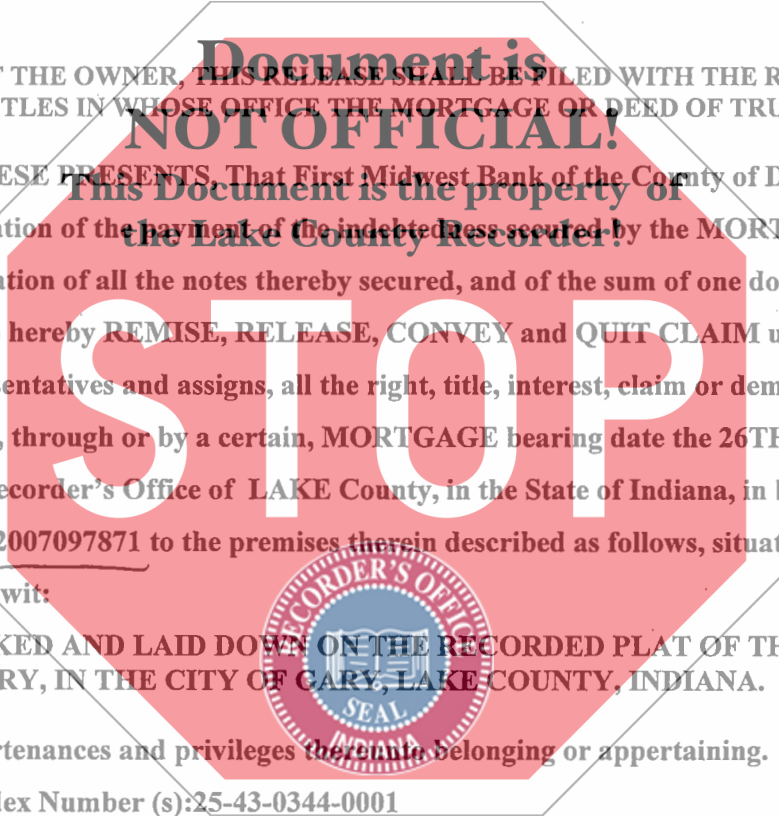 Document is
T THE OWNER, THIS RELEASE SHALL BE FILED WITH THE R
TLES IN WHOSE OFFICE THE MORTGAGE OR DEED OF TRU
NOT OFFICIAL!
ESE PRESENTS, That First Midwest Bank of the County of D
This Document is the property of
ation of the payment of the indebtedness secured by the MORT
the Lake County Recorder!
ation of all the notes thereby secured, and of the sum of one do
hereby REMISE, RELEASE, CONVEY and QUIT CLAIM u
STOP
sentatives and assigns, all the right, title, interest, claim or dem
, through or by a certain, MORTGAGE bearing date the 26TH
ecorder's Office of LAKE County, in the State of Indiana, in b
2007097871 to the premises therein described as follows, situat
wit:
RECORDER'S OFFICE
KED AND LAID DOWN ON THE RECORDED PLAT OF TH
RY, IN THE CITY OF GARY, LAKE COUNTY, INDIANA.
SEAL
INDIANA
rtenances and privileges thereunto belonging or appertaining.
dex Number (s):25-43-0344-0001